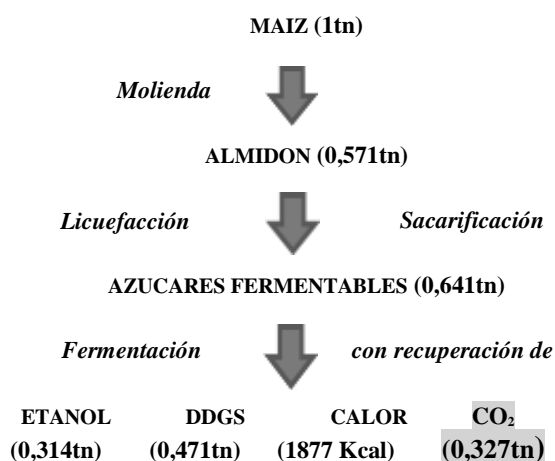 MAIZ (1tn)
Molienda
ALMIDON (0,571tn)
Licuefacción Sacarificación
AZUCARES FERMENTABLES (0,641tn)
Fermentación con recuperación de
ETANOL DDGS CALOR CO₂
(0,314tn) (0,471tn) (1877 Kcal) (0,327tn)